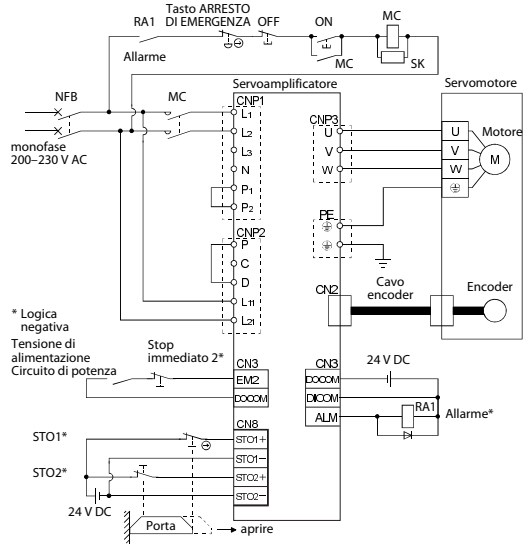 Tasto ARRESTO
DI EMERGENZA
RA1
OFF
ON
MC
Allarme
MC
SK
NFB
MC
Servoamplificatore
Servomotore
CNP1
L1
L2
L3
N
P1
P2
CNP3
U
V
W
U
V
W
Motore
M
monofase
200–230 V AC
PE
CNP2
P
C
D
L11
L21
CN2
Cavo
encoder
Encoder
* Logica
negativa
Tensione di
alimentazione
Circuito di potenza
Stop
immediato 2*
CN3
EM2
DOCOM
CN3
DOCOM
DICOM
ALM
24 V DC
RA1
Allarme*
CN8
STO1+
STO1−
STO2+
STO2−
STO1*
STO2*
24 V DC
Porta
aprire